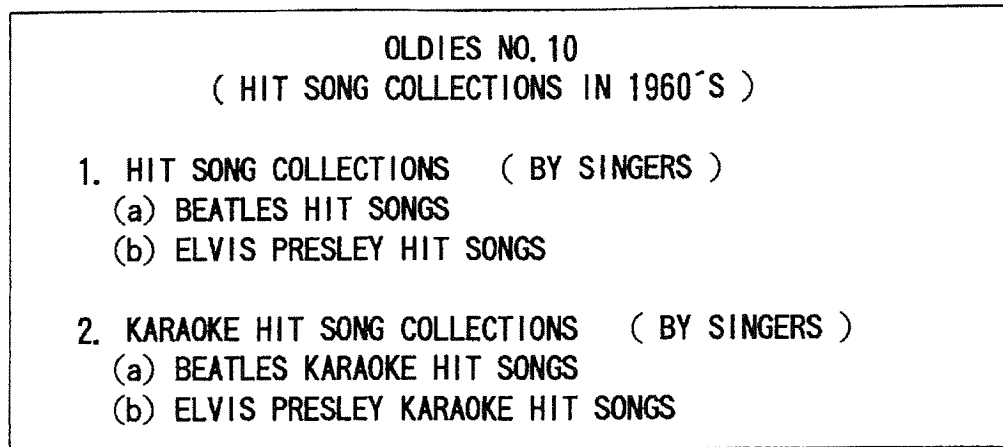 OLDIES NO. 10
( HIT SONG COLLECTIONS IN 1960´S )
1. HIT SONG COLLECTIONS ( BY SINGERS )
(a) BEATLES HIT SONGS
(b) ELVIS PRESLEY HIT SONGS
2. KARAOKE HIT SONG COLLECTIONS ( BY SINGERS )
(a) BEATLES KARAOKE HIT SONGS
(b) ELVIS PRESLEY KARAOKE HIT SONGS